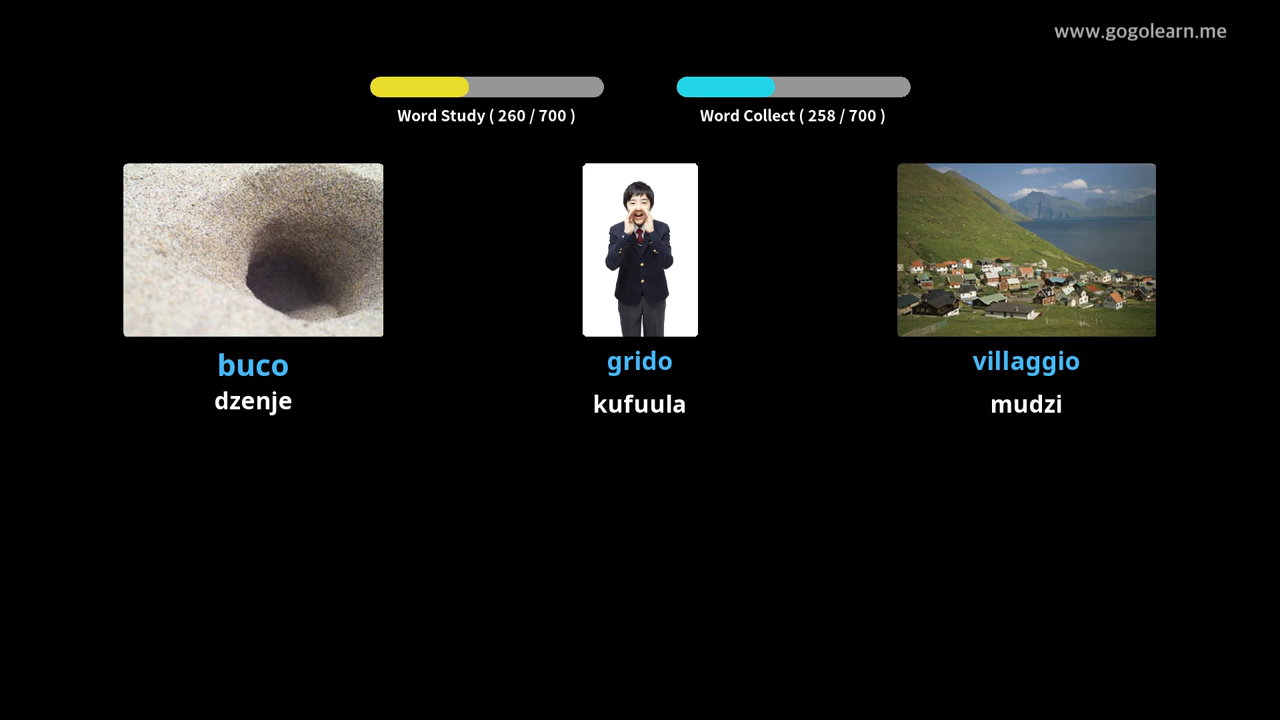 www.gogolearn.me
Word Study ( 260 / 700 )
Word Collect ( 258 / 700 )
buco
dzenje
grido
kufuula
villaggio
mudzi